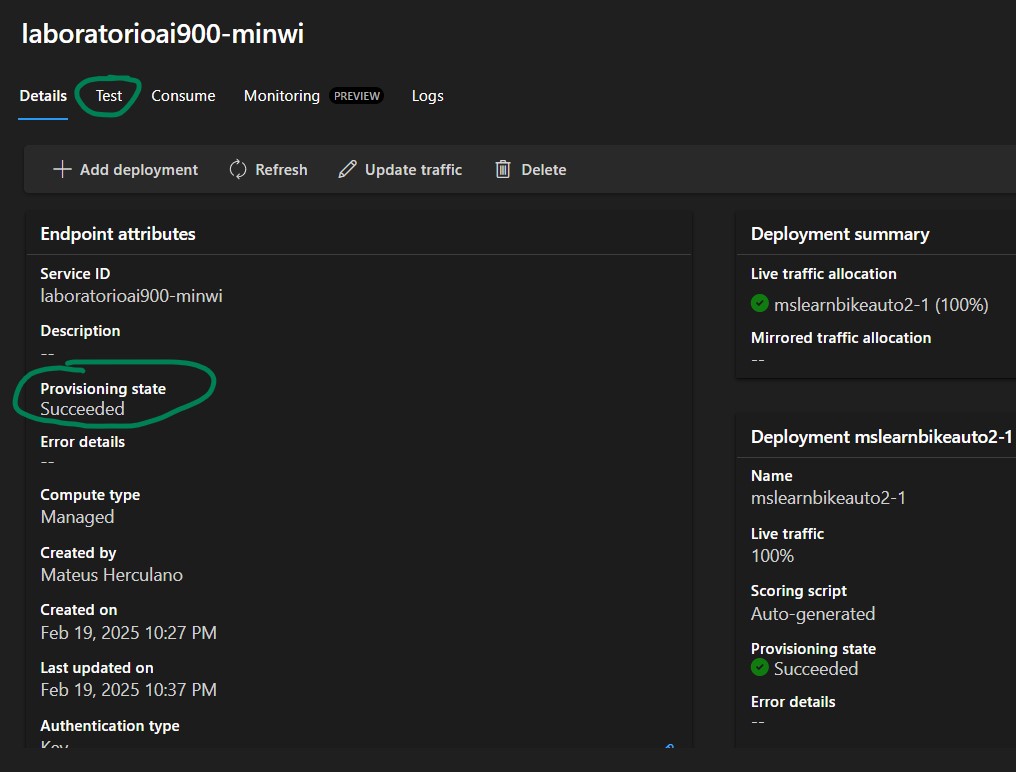 laboratorioai900-minwi
Details Test Consume Monitoring PREVIEW Logs
Add deployment Refresh Update traffic Delete
Endpoint attributes
Service ID
laboratorioai900-minwi
Description
--
Provisioning state
Succeeded
Error details
--
Compute type
Managed
Created by
Mateus Herculano
Created on
Feb 19, 2025 10:27 PM
Last updated on
Feb 19, 2025 10:37 PM
Authentication type
Key
Deployment summary
Live traffic allocation
mslearnbikeauto2-1 (100%)
Mirrored traffic allocation
--
Deployment mslearnbikeauto2-1
Name
mslearnbikeauto2-1
Live traffic
100%
Scoring script
Auto-generated
Provisioning state
Succeeded
Error details
--